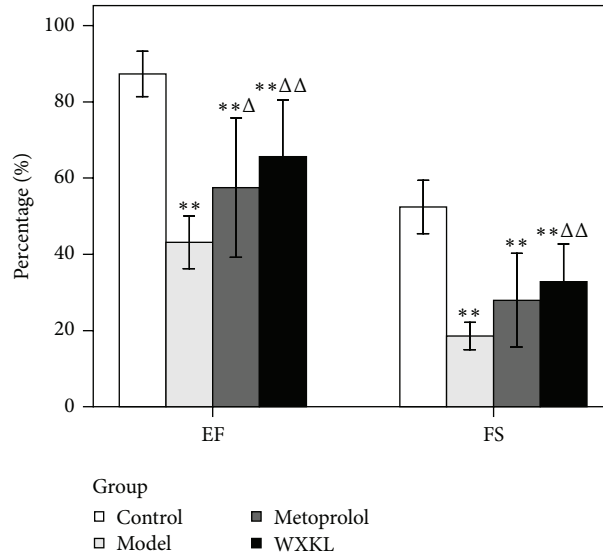 100
80
60
40
20
0
Percentage (%)
**
**Δ
**ΔΔ
**
**
**ΔΔ
EF
FS
Group
Control
Metoprolol
Model
WXKL